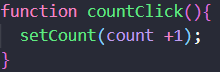 function countClick(){
  setCount(count +1);
}